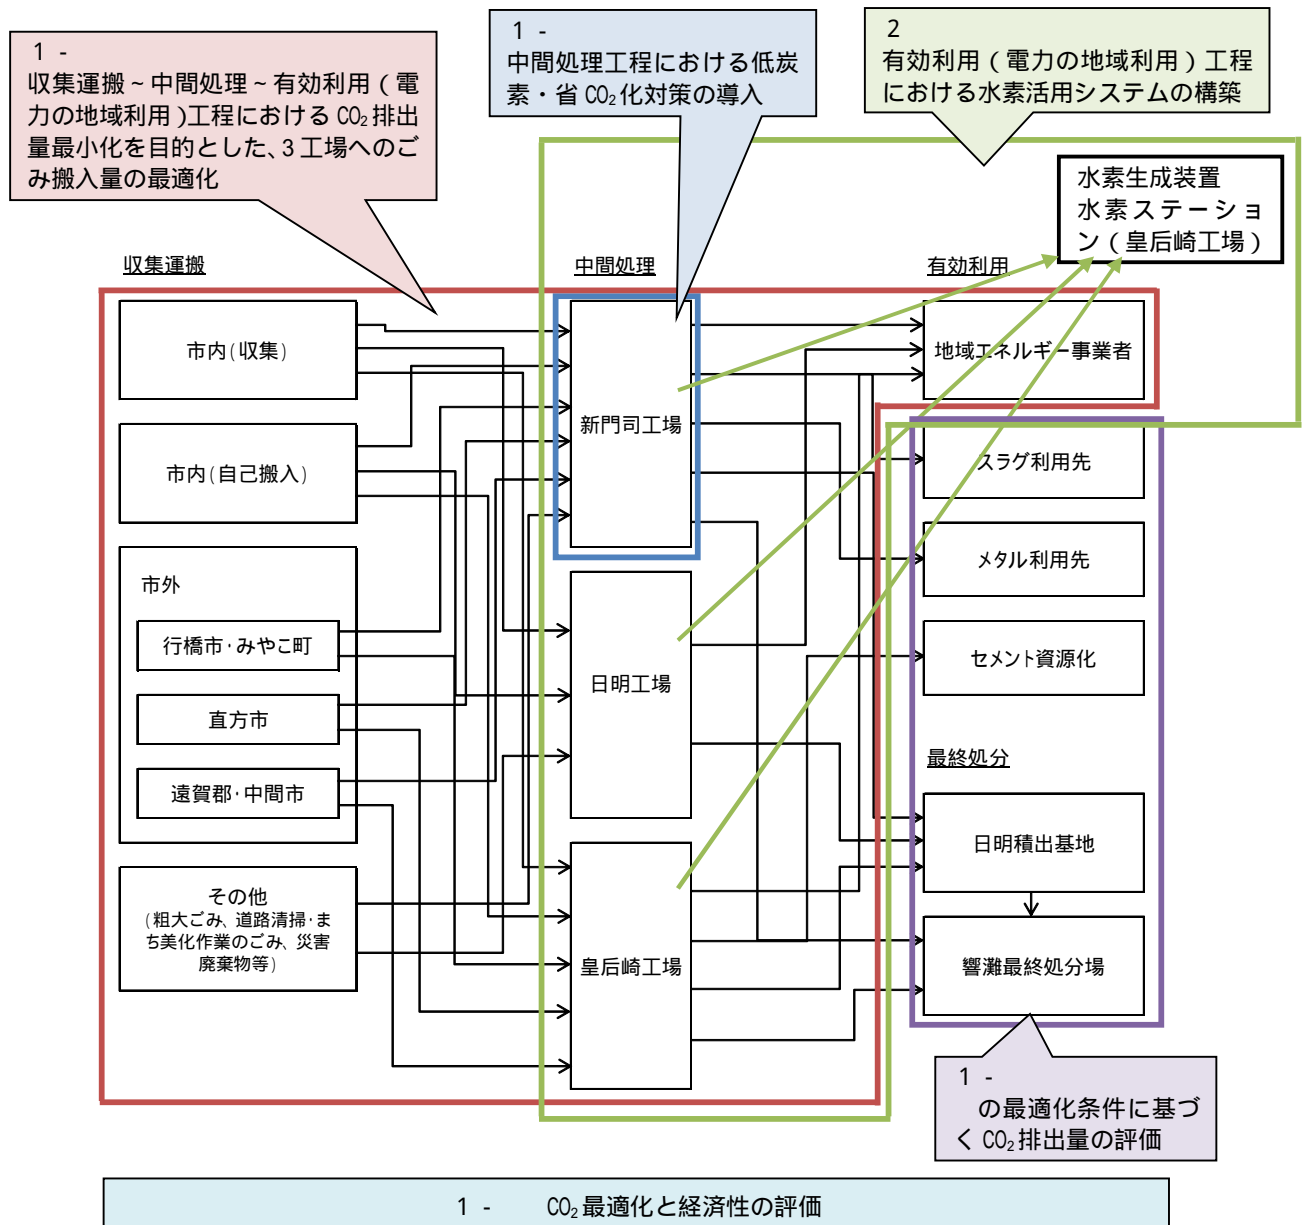 1 -
収集運搬~中間処理~有効利用(電
力の地域利用)工程におけるCO₂排出
量最小化を目的とした、3工場へのご
み搬入量の最適化
1 -
中間処理工程における低炭
素・省CO₂化対策の導入
2
有効利用(電力の地域利用)工程
における水素活用システムの構築
水素生成装置
水素ステーショ
ン(皇后崎工場)
収集運搬
中間処理
有効利用
市内(収集)
市内(自己搬入)
市外
行橋市・みやこ町
直方市
遠賀郡・中間市
その他
(粗大ごみ、道路清掃・ま
ち美化作業のごみ、災害
廃棄物等)
新門司工場
日明工場
皇后崎工場
地域エネルギー事業者
スラグ利用先
メタル利用先
セメント資源化
最終処分
日明積出基地
響灘最終処分場
1 -
の最適化条件に基づ
くCO₂排出量の評価
1 - CO₂最適化と経済性の評価